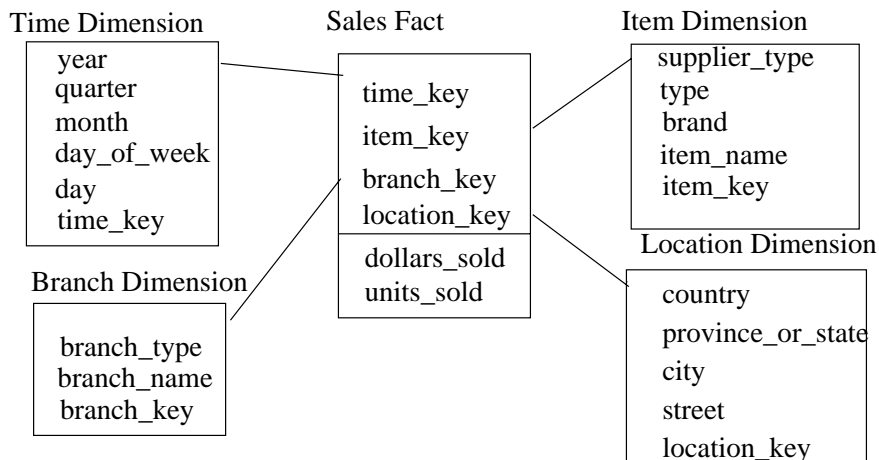 Time Dimension
year
quarter
month
day_of_week
day
time_key
Sales Fact
time_key
item_key
branch_key
location_key
dollars_sold
units_sold
Item Dimension
supplier_type
type
brand
item_name
item_key
Branch Dimension
branch_type
branch_name
branch_key
Location Dimension
country
province_or_state
city
street
location_key